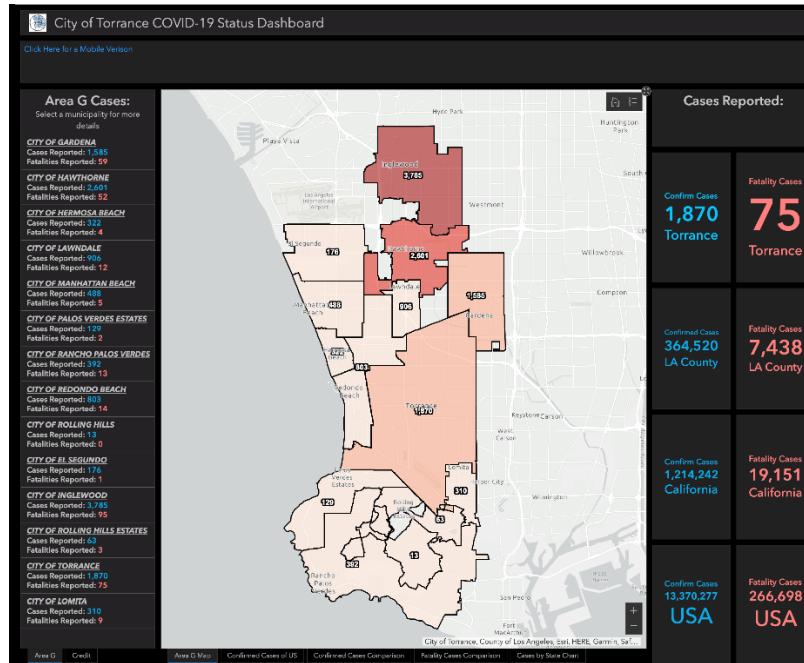 City of Torrance COVID-19 Status Dashboard
Click Here for a Mobile Verison
Area G Cases:
Select a municipality for more
details
CITY OF GARDENA
Cases Reported: 1,585
Fatalities Reported: 59
CITY OF HAWTHORNE
Cases Reported: 2,601
Fatalities Reported: 52
CITY OF HERMOSA BEACH
Cases Reported: 322
Fatalities Reported: 4
CITY OF LAWNDALE
Cases Reported: 906
Fatalities Reported: 12
CITY OF MANHATTAN BEACH
Cases Reported: 488
Fatalities Reported: 5
CITY OF PALOS VERDES ESTATES
Cases Reported: 129
Fatalities Reported: 2
CITY OF RANCHO PALOS VERDES
Cases Reported: 392
Fatalities Reported: 13
CITY OF REDONDO BEACH
Cases Reported: 803
Fatalities Reported: 14
CITY OF ROLLING HILLS
Cases Reported: 13
Fatalities Reported: 0
CITY OF EL SEGUNDO
Cases Reported: 176
Fatalities Reported: 1
CITY OF INGLEWOOD
Cases Reported: 3,785
Fatalities Reported: 95
CITY OF ROLLING HILLS ESTATES
Cases Reported: 63
Fatalities Reported: 3
CITY OF TORRANCE
Cases Reported: 1,870
Fatalities Reported: 75
CITY OF LOMITA
Cases Reported: 310
Fatalities Reported: 9
Area G
Credit
Hyde Park
Huntington
Park
Playa Vista
Inglewood
3,785
South
Los Angeles
International
Airport
Westmont
El Segundo
176
2,601
Willowbrook
Lawndale
Compton
Manhattan
Beach
488
906
1,585
Gardena
Beach
803
Redondo
Beach
Torrance
1,870
Keystone
Carson
West
Carson
Verdes
Estates
Lomita
310
129
Rolling
Hills
63
Wilmington
392
13
Rancho
Palos
Verdes
San Pedro
Fort
MacArthur
City of Torrance, County of Los Angeles, Esri, HERE, Garmin, Saf...
Area G Map
Confirmed Cases of US
Confirmed Cases Comparison
Fatality Cases Comparison
Cases by State Chart
Cases Reported:
Confirm Cases
1,870
Torrance
Fatality Cases
75
Torrance
Confirmed Cases
364,520
LA County
Fatality Cases
7,438
LA County
Confirm Cases
1,214,242
California
Fatality Cases
19,151
California
Confirm Cases
13,370,277
USA
Fatality Cases
266,698
USA